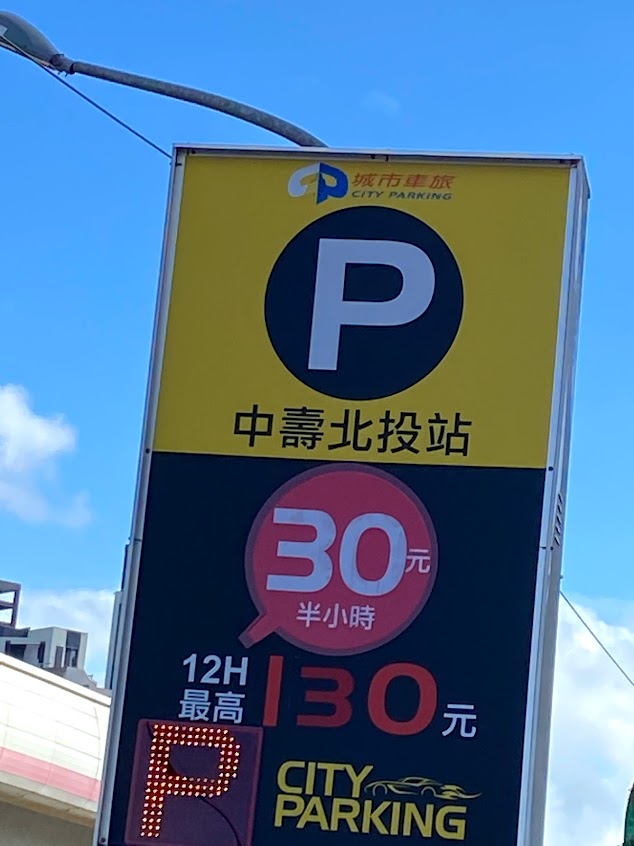 城市車旅
CITY PARKING
P
中壽北投站
30元
半小時
12H
最高
130元
P
CITY
PARKING